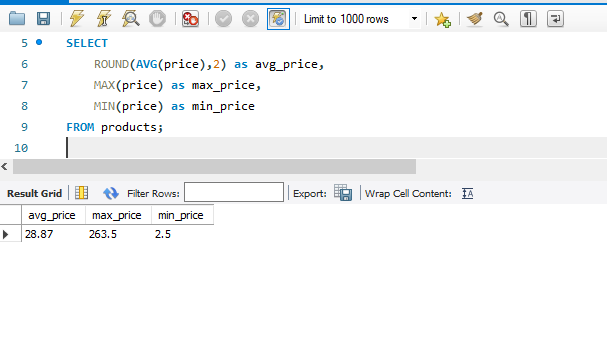 Limit to 1000 rows
5 SELECT
6 ROUND(AVG(price),2) as avg_price,
7 MAX(price) as max_price,
8 MIN(price) as min_price
9 FROM products;
10
Result Grid Filter Rows: Export: Wrap Cell Content:
avg_price max_price min_price
28.87 263.5 2.5